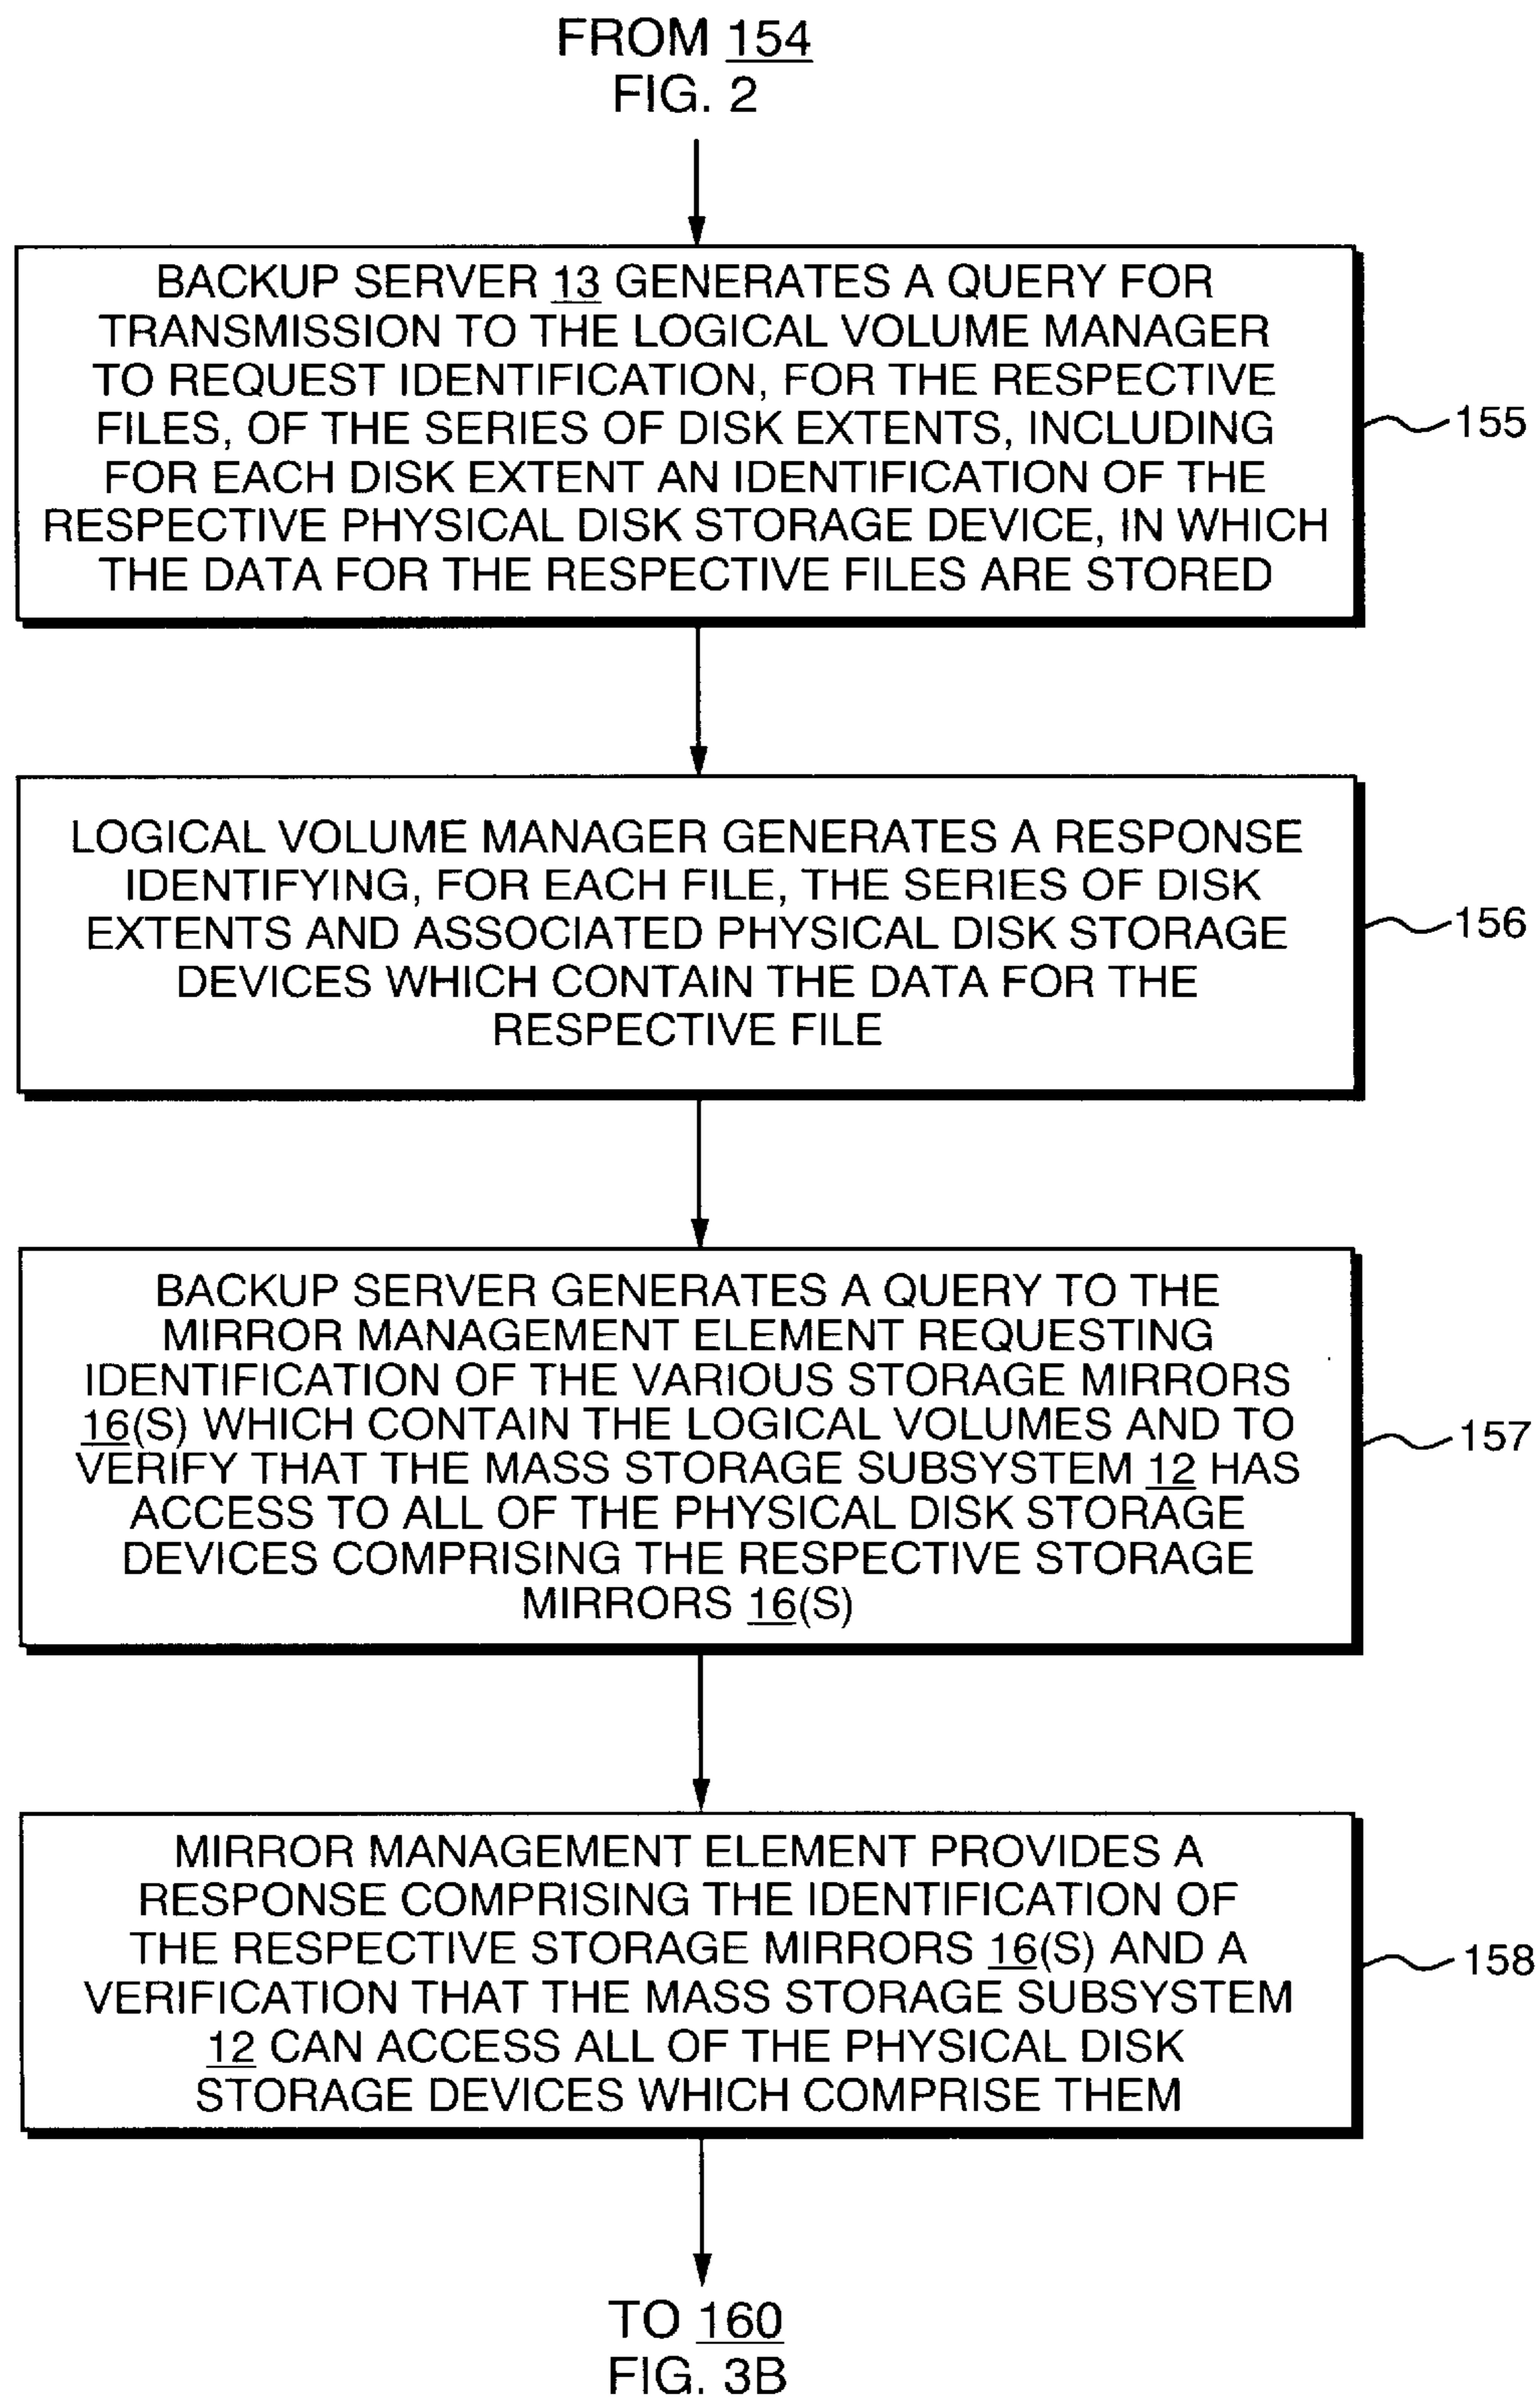 FROM 154
FIG. 2
BACKUP SERVER 13 GENERATES A QUERY FOR
TRANSMISSION TO THE LOGICAL VOLUME MANAGER
TO REQUEST IDENTIFICATION, FOR THE RESPECTIVE
FILES, OF THE SERIES OF DISK EXTENTS, INCLUDING
FOR EACH DISK EXTENT AN IDENTIFICATION OF THE
RESPECTIVE PHYSICAL DISK STORAGE DEVICE, IN WHICH
THE DATA FOR THE RESPECTIVE FILES ARE STORED
155
LOGICAL VOLUME MANAGER GENERATES A RESPONSE
IDENTIFYING, FOR EACH FILE, THE SERIES OF DISK
EXTENTS AND ASSOCIATED PHYSICAL DISK STORAGE
DEVICES WHICH CONTAIN THE DATA FOR THE
RESPECTIVE FILE
156
BACKUP SERVER GENERATES A QUERY TO THE
MIRROR MANAGEMENT ELEMENT REQUESTING
IDENTIFICATION OF THE VARIOUS STORAGE MIRRORS
16(S) WHICH CONTAIN THE LOGICAL VOLUMES AND TO
VERIFY THAT THE MASS STORAGE SUBSYSTEM 12 HAS
ACCESS TO ALL OF THE PHYSICAL DISK STORAGE
DEVICES COMPRISING THE RESPECTIVE STORAGE
MIRRORS 16(S)
157
MIRROR MANAGEMENT ELEMENT PROVIDES A
RESPONSE COMPRISING THE IDENTIFICATION OF
THE RESPECTIVE STORAGE MIRRORS 16(S) AND A
VERIFICATION THAT THE MASS STORAGE SUBSYSTEM
12 CAN ACCESS ALL OF THE PHYSICAL DISK
STORAGE DEVICES WHICH COMPRISE THEM
158
TO 160
FIG. 3B